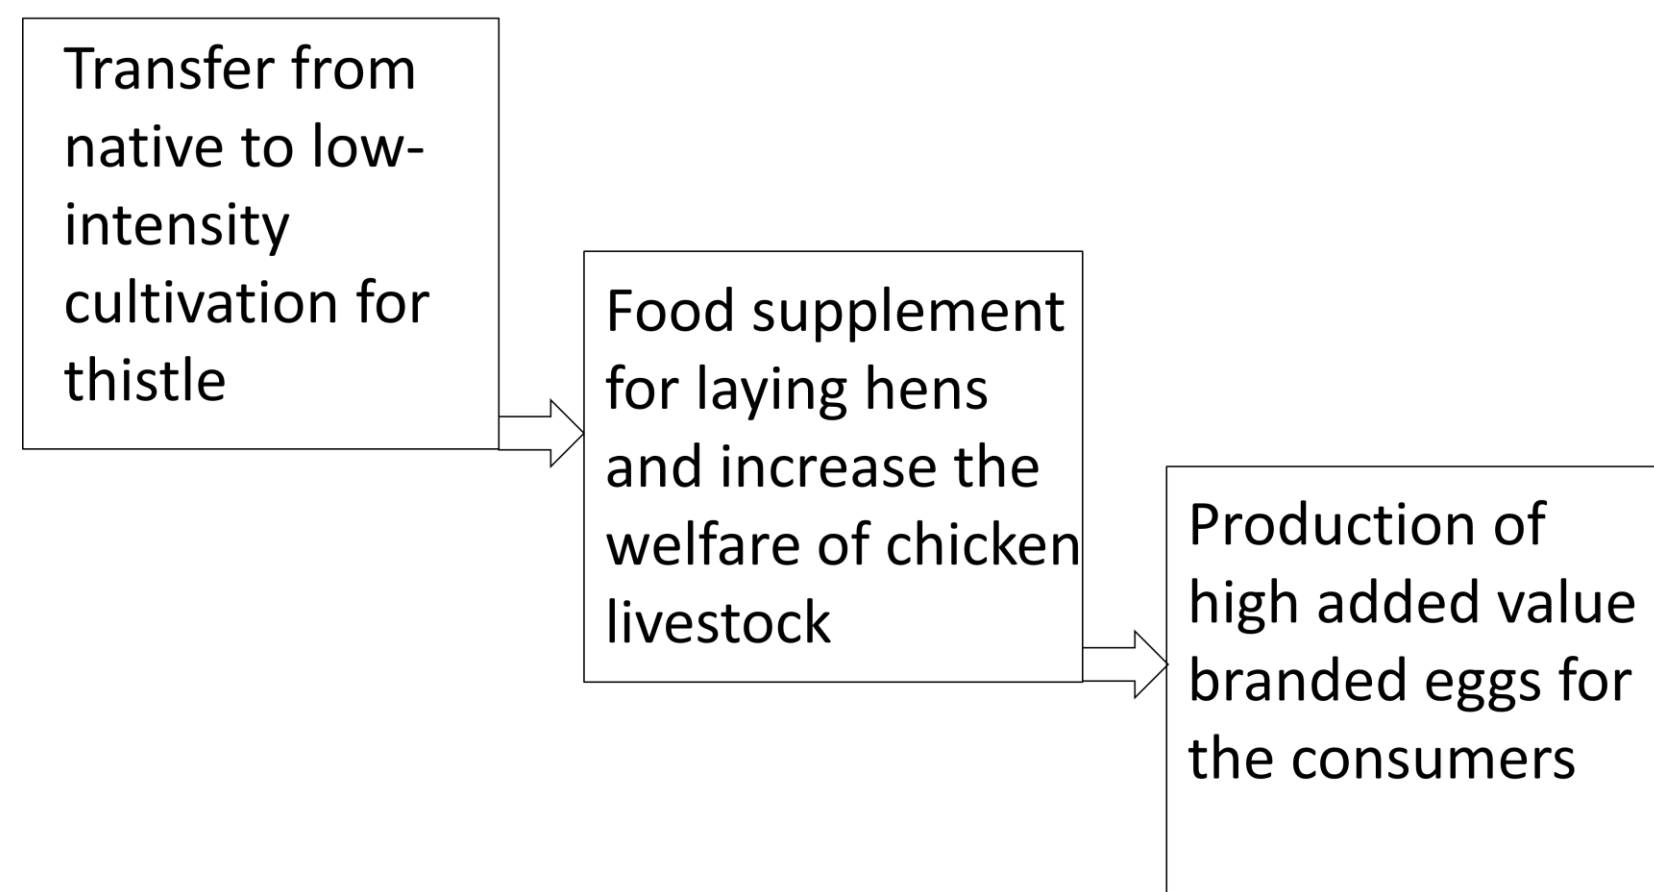 Transfer from
native to low-
intensity
cultivation for
thistle
Food supplement
for laying hens
and increase the
welfare of chicken
livestock
Production of
high added value
branded eggs for
the consumers